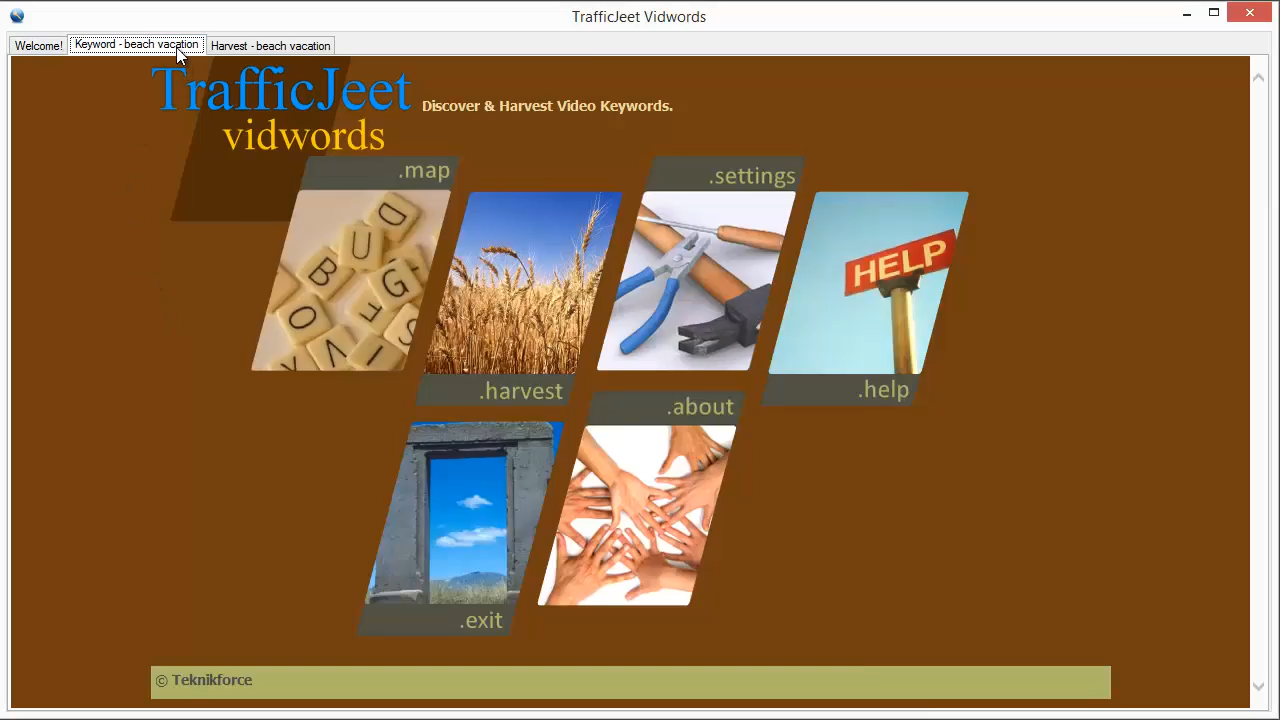 TrafficJeet Vidwords
Welcome!
Keyword - beach vacation
Harvest - beach vacation
TrafficJeet
vidwords
Discover & Harvest Video Keywords.
.map
.settings
D
U
B
G
O
F
S
V
I
HELP
.harvest
.about
.help
.exit
© Teknikforce